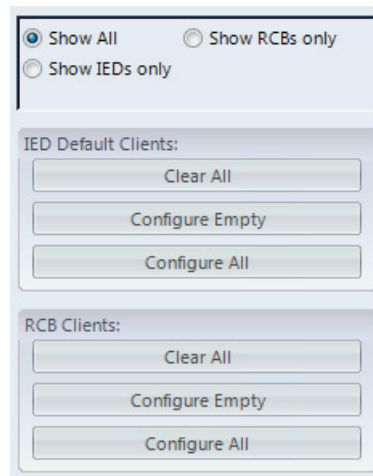 Show All Show RCBs only
Show IEDs only
IED Default Clients:
Clear All
Configure Empty
Configure All
RCB Clients:
Clear All
Configure Empty
Configure All